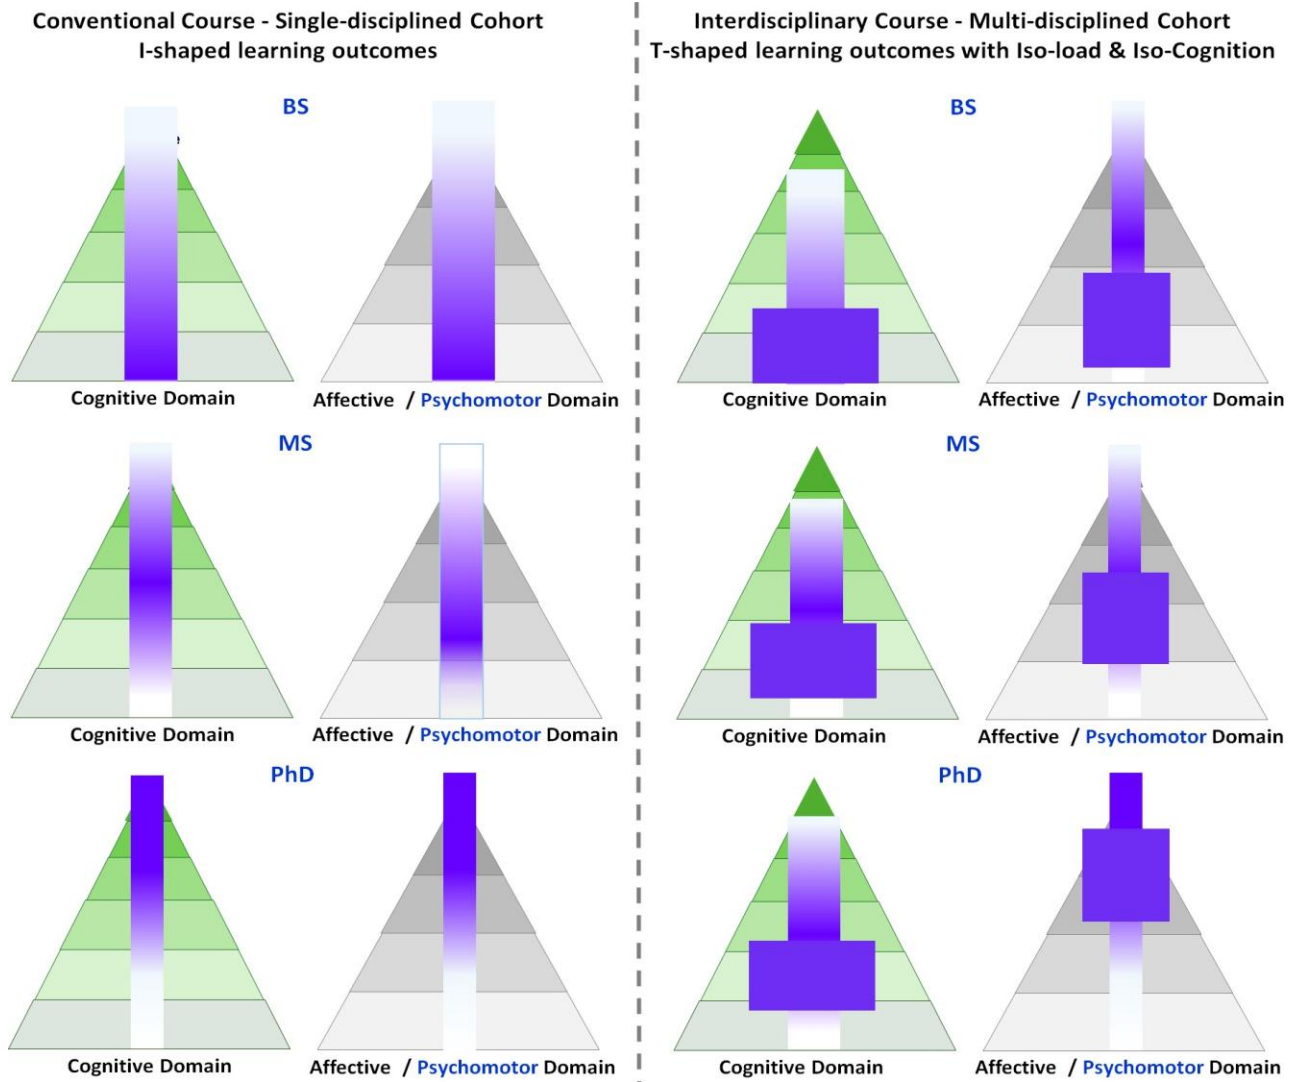 Conventional Course - Single-disciplined Cohort
I-shaped learning outcomes
Interdisciplinary Course - Multi-disciplined Cohort
T-shaped learning outcomes with Iso-load & Iso-Cognition
BS
e
Cognitive Domain
Affective / Psychomotor Domain
BS
Cognitive Domain
Affective / Psychomotor Domain
MS
Cognitive Domain
Affective / Psychomotor Domain
MS
Cognitive Domain
Affective / Psychomotor Domain
PhD
Cognitive Domain
Affective / Psychomotor Domain
PhD
Cognitive Domain
Affective / Psychomotor Domain